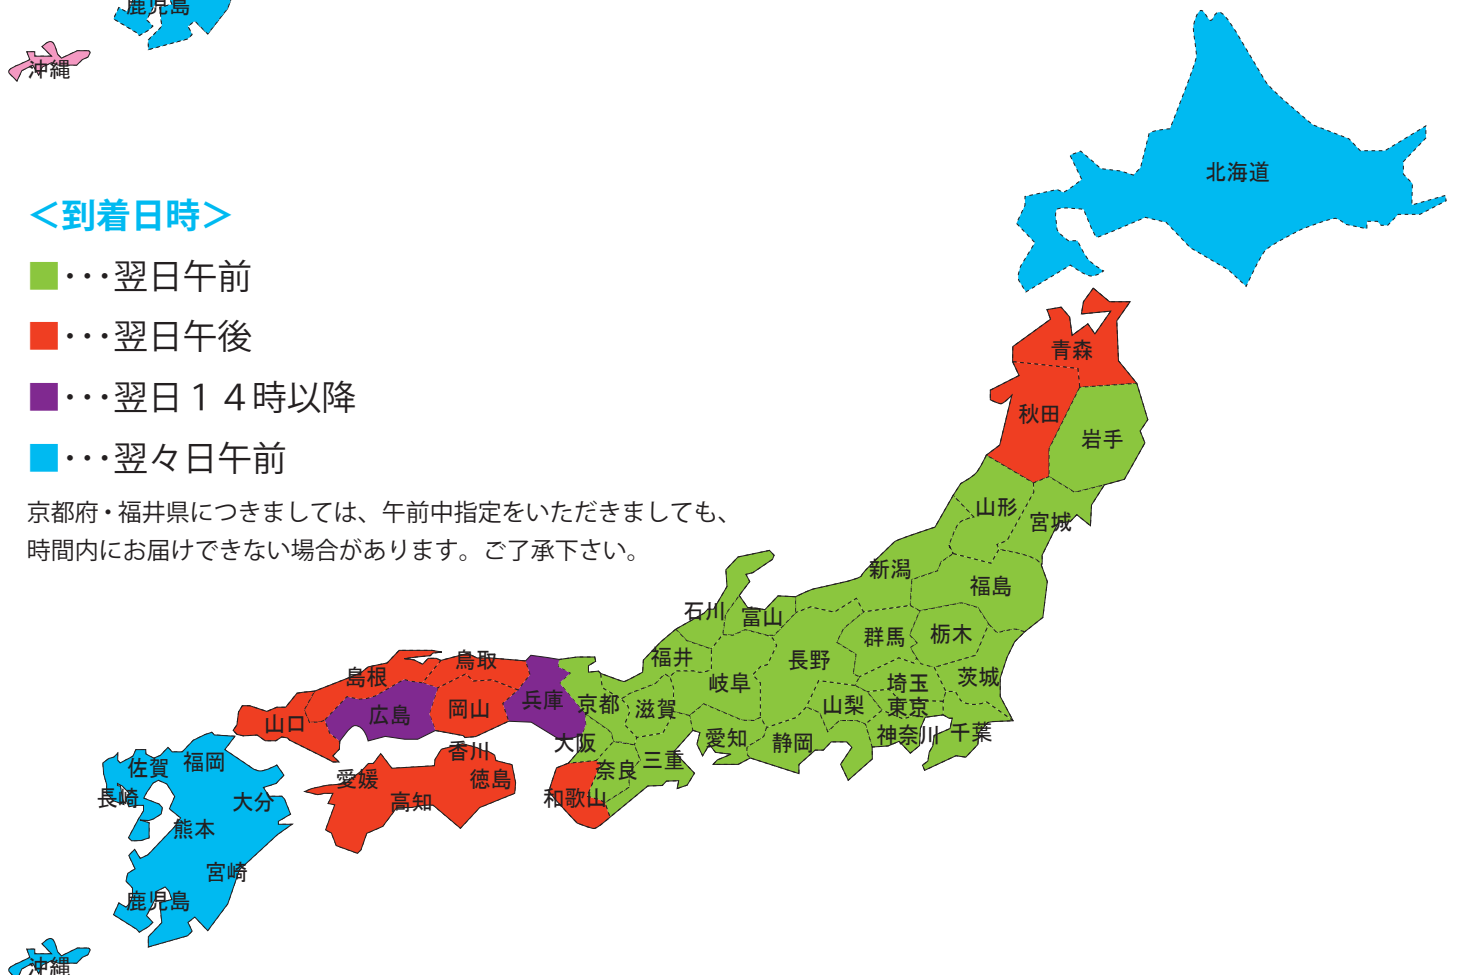 鹿児島
沖縄
北海道
＜到着日時＞
■･･･翌日午前
■･･･翌日午後
■･･･翌日１４時以降
■･･･翌々日午前
京都府・福井県につきましては、午前中指定をいただきましても、
時間内にお届けできない場合があります。ご了承下さい。
青森
秋田
岩手
山形
宮城
新潟
福島
石川
富山
群馬
栃木
福井
長野
岐阜
埼玉
茨城
鳥取
島根
兵庫
京都
滋賀
山梨
東京
岡山
広島
山口
大阪
愛知
静岡
神奈川
千葉
香川
三重
奈良
愛媛
徳島
高知
和歌山
福岡
佐賀
長崎
大分
熊本
宮崎
鹿児島
沖縄